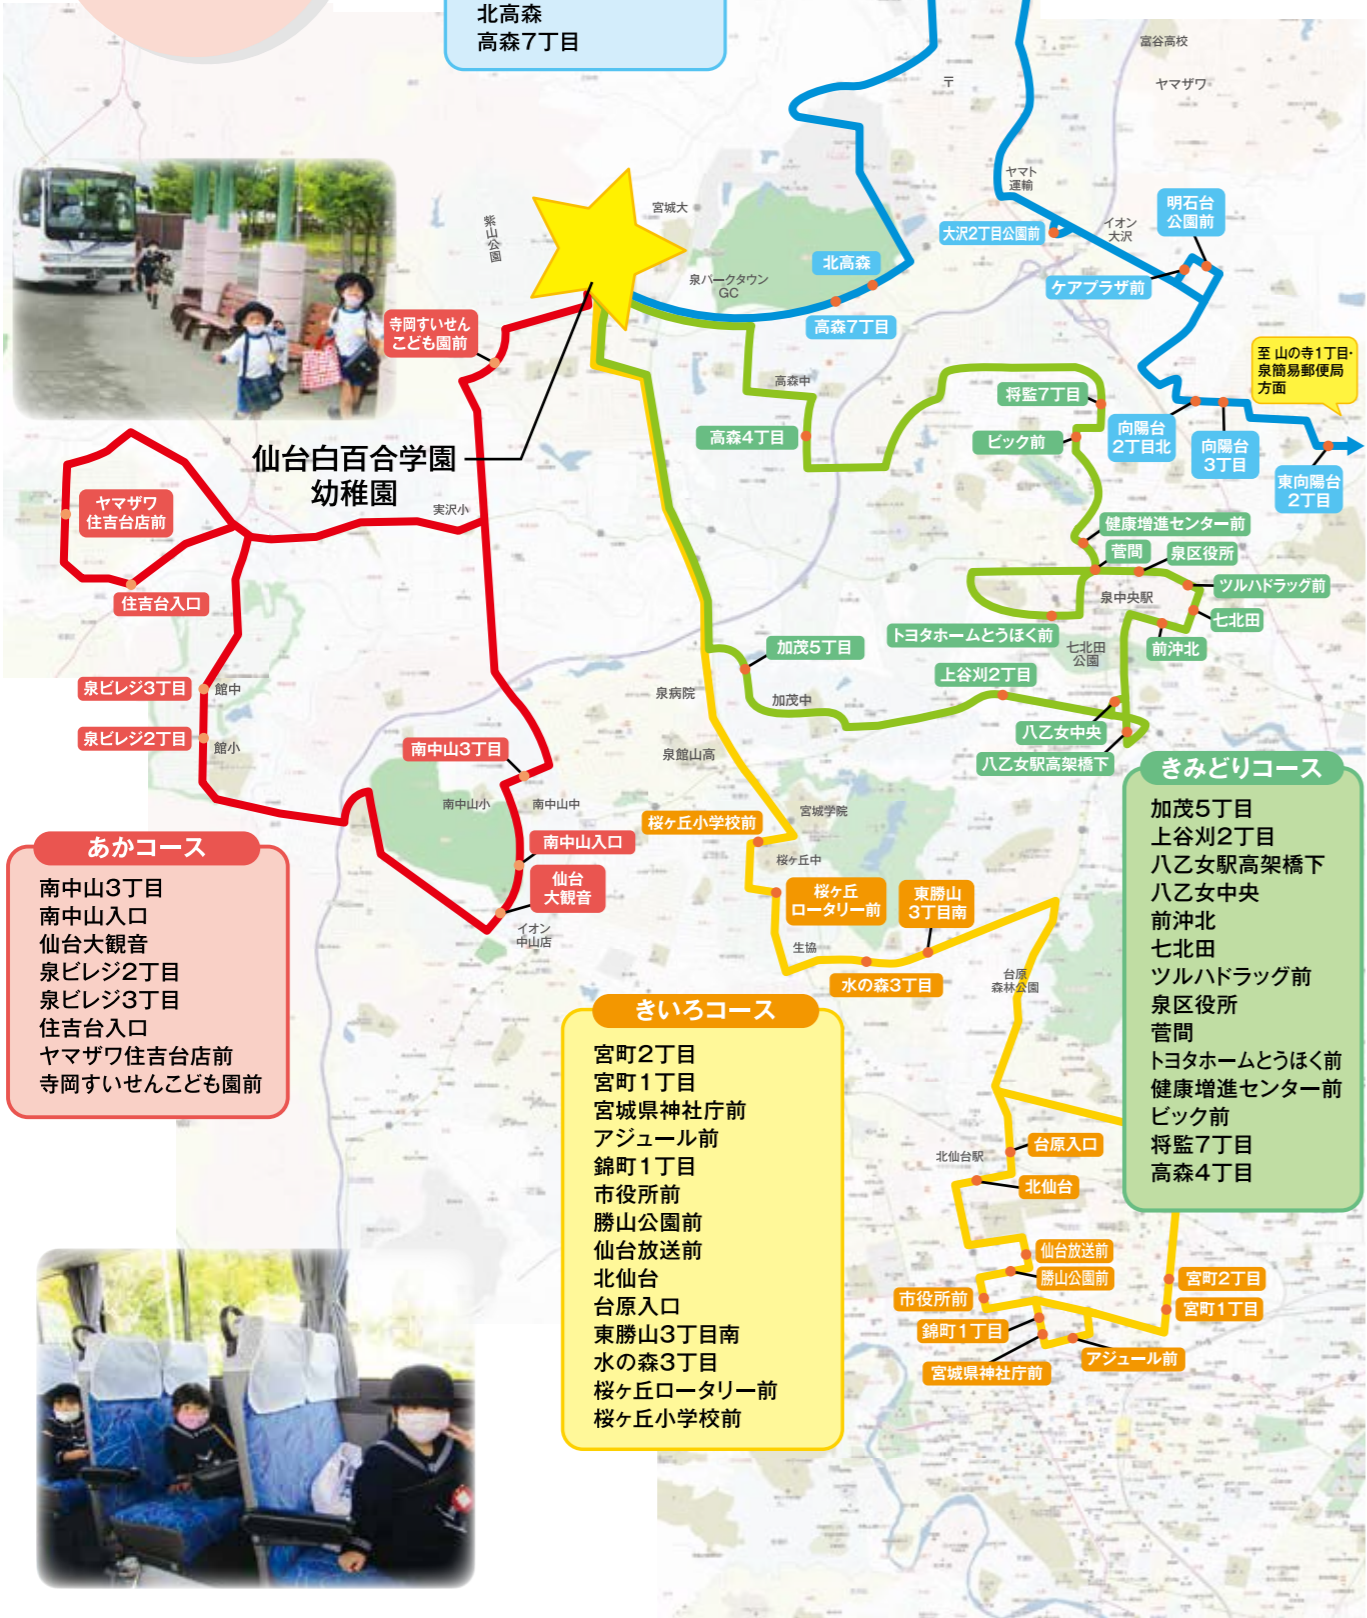 北高森
高森7丁目
富谷高校
ヤマザワ
〒
ヤマト
運輸
明石台
公園前
イオン
大沢
大沢2丁目公園前
ケアプラザ前
宮城大
紫山公園
泉パークタウン
GC
北高森
高森7丁目
寺岡すいせん
こども園前
至 山の寺1丁目・
泉簡易郵便局
方面
高森中
将監7丁目
高森4丁目
ビック前
向陽台
2丁目北
向陽台
3丁目
東向陽台
2丁目
仙台白百合学園
幼稚園
ヤマザワ
住吉台店前
実沢小
住吉台入口
健康増進センター前
菅間
泉区役所
ツルハドラッグ前
泉中央駅
七北田
トヨタホームとうほく前
七北田
公園
前沖北
加茂5丁目
上谷刈2丁目
泉病院
加茂中
泉ビレジ3丁目
館中
泉ビレジ2丁目
館小
八乙女中央
八乙女駅高架橋下
南中山3丁目
泉館山高
南中山小
南中山中
宮城学院
桜ヶ丘小学校前
桜ヶ丘中
南中山入口
仙台
大観音
イオン
中山店
桜ヶ丘
ロータリー前
東勝山
3丁目南
生協
水の森3丁目
台原
森林公園
あかコース
南中山3丁目
南中山入口
仙台大観音
泉ビレジ2丁目
泉ビレジ3丁目
住吉台入口
ヤマザワ住吉台店前
寺岡すいせんこども園前
きいろコース
宮町2丁目
宮町1丁目
宮城県神社庁前
アジュール前
錦町1丁目
市役所前
勝山公園前
仙台放送前
北仙台
台原入口
東勝山3丁目南
水の森3丁目
桜ヶ丘ロータリー前
桜ヶ丘小学校前
きみどりコース
加茂5丁目
上谷刈2丁目
八乙女駅高架橋下
八乙女中央
前沖北
七北田
ツルハドラッグ前
泉区役所
菅間
トヨタホームとうほく前
健康増進センター前
ビック前
将監7丁目
高森4丁目
台原入口
北仙台駅
北仙台
仙台放送前
勝山公園前
市役所前
錦町1丁目
宮城県神社庁前
アジュール前
宮町2丁目
宮町1丁目